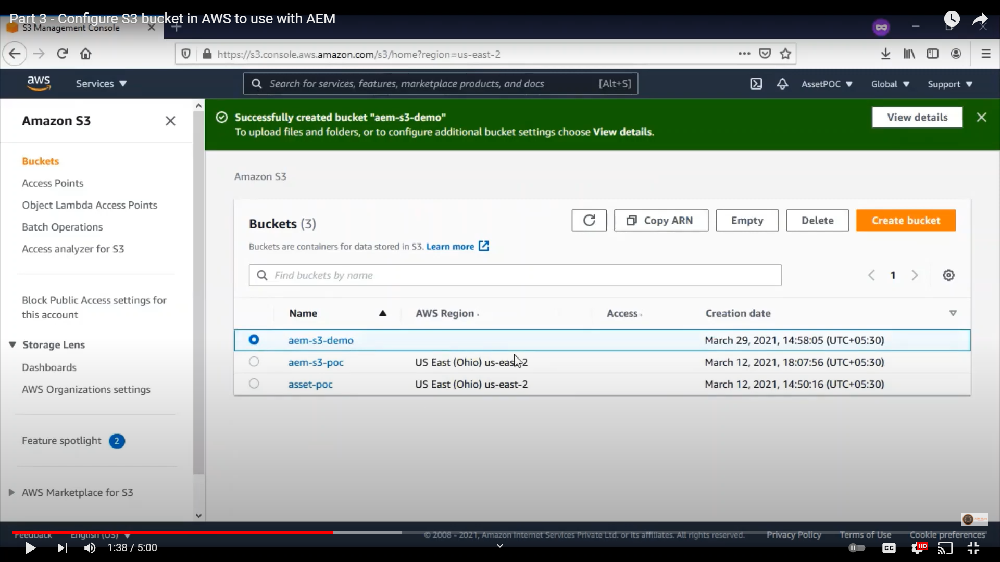 Part 3 - Configure S3 bucket in AWS to use with AEM
S3 Management Console
https://s3.console.aws.amazon.com/s3/home?region=us-east-2
aws
Services
Search for services, features, marketplace products, and docs
[Alt+S]
AssetPOC
Global
Support
Amazon S3
Buckets
Access Points
Object Lambda Access Points
Batch Operations
Access analyzer for S3
Block Public Access settings for
this account
Storage Lens
Dashboards
AWS Organizations settings
Feature spotlight 2
AWS Marketplace for S3
Successfully created bucket "aem-s3-demo"
To upload files and folders, or to configure additional bucket settings choose View details.
View details
Amazon S3
Buckets (3)
Copy ARN
Empty
Delete
Create bucket
Buckets are containers for data stored in S3. Learn more
Find buckets by name
1
Name AWS Region Access Creation date
aem-s3-demo March 29, 2021, 14:58:05 (UTC+05:30)
aem-s3-poc US East (Ohio) us-east-2 March 12, 2021, 18:07:56 (UTC+05:30)
asset-poc US East (Ohio) us-east-2 March 12, 2021, 14:50:16 (UTC+05:30)
Feedback English (US) © 2008 - 2021, Amazon Internet Services Private Ltd. or its affiliates. All rights reserved. Privacy Policy Terms of Use Cookie preferences
1:38 / 5:00
CC
HD